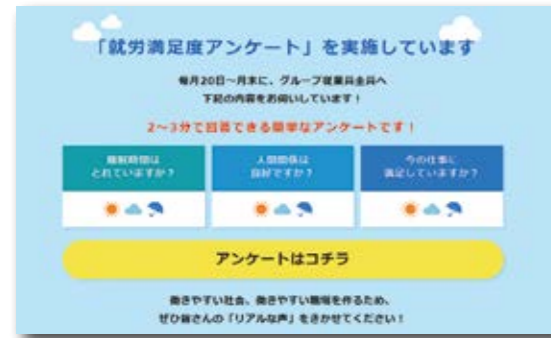 「就労満足度アンケート」を実施しています
毎月20日～月末に、グループ従業員全員へ
下記の内容をお伺いしています！
2～3分で回答できる簡単なアンケートです！
睡眠時間は
とれていますか？
人間関係は
良好ですか？
今の仕事に
満足していますか？
アンケートはコチラ
働きやすい社会、働きやすい職場を作るため、
ぜひ皆さんの「リアルな声」をきかせてください！